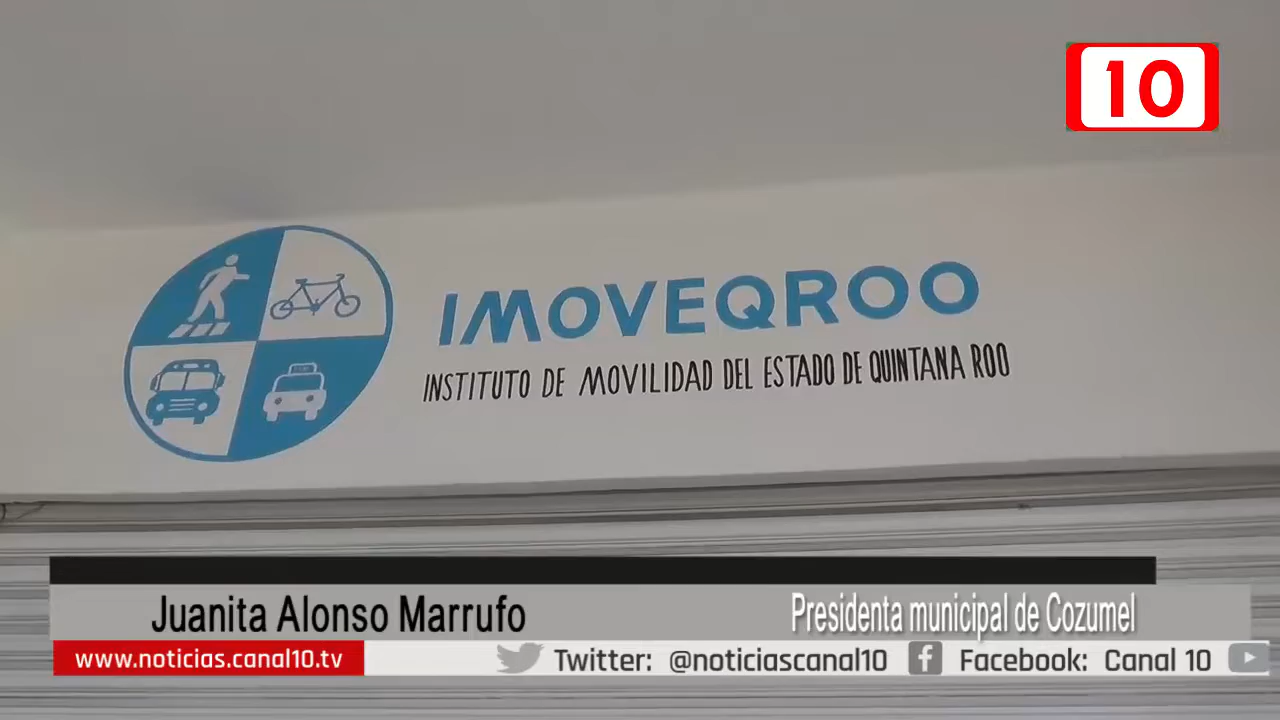 10
IMOVEQROO
INSTITUTO DE MOVILIDAD DEL ESTADO DE QUINTANA ROO
Juanita Alonso Marrufo
Presidenta municipal de Cozumel
www.noticias.canal10.tv
Twitter: @noticiascanal10
Facebook: Canal 10